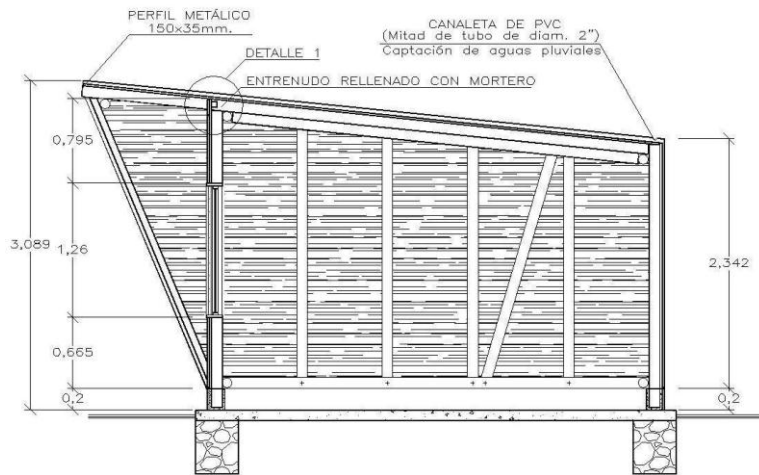 PERFIL METÁLICO
150x35mm.
CANALETA DE PVC
(Mitad de tubo de diam. 2")
Captación de aguas pluviales
DETALLE 1
ENTRENUDO RELLENADO CON MORTERO
0,795
3,089
1,26
2,342
0,665
0,2
0,2